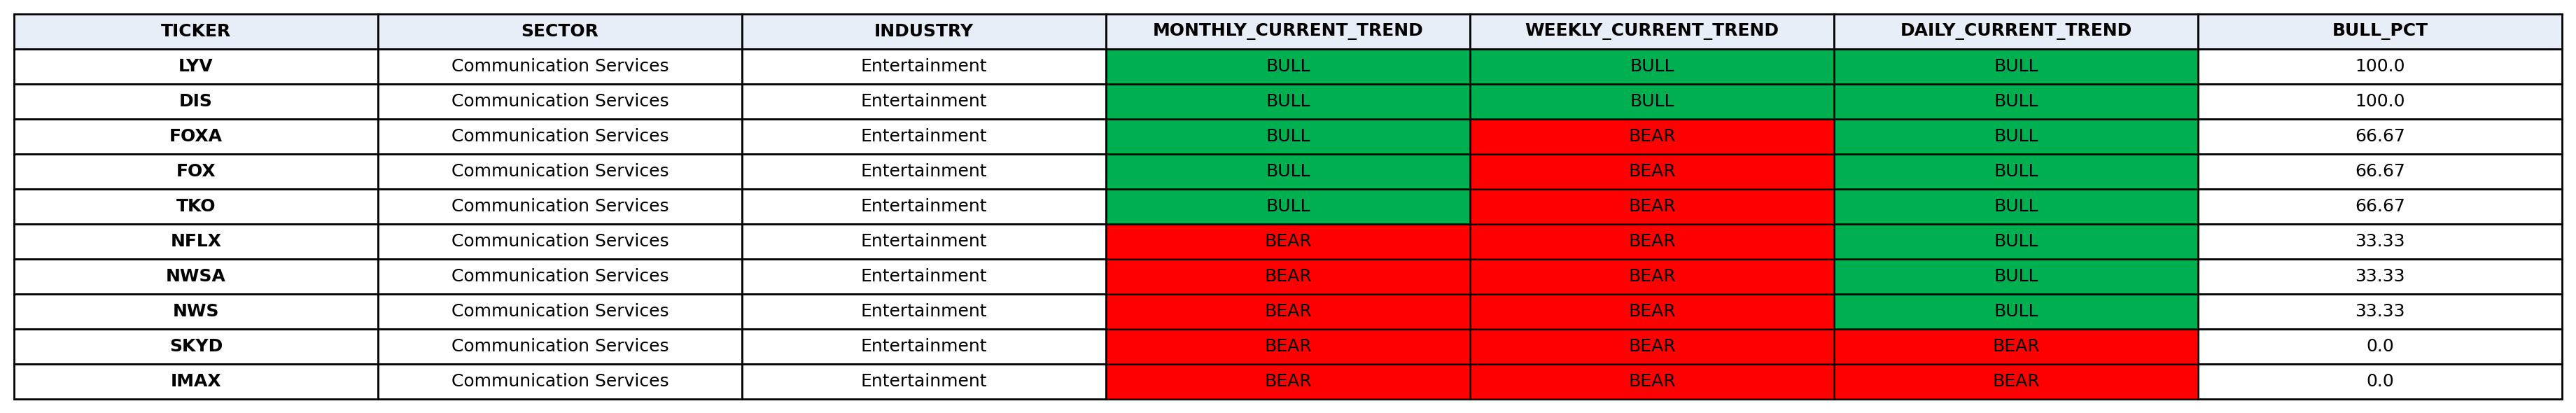 TICKER SECTOR INDUSTRY MONTHLY_CURRENT_TREND WEEKLY_CURRENT_TREND DAILY_CURRENT_TREND BULL_PCT
LYV Communication Services Entertainment BULL BULL BULL 100.0
DIS Communication Services Entertainment BULL BULL BULL 100.0
FOXA Communication Services Entertainment BULL BEAR BULL 66.67
FOX Communication Services Entertainment BULL BEAR BULL 66.67
TKO Communication Services Entertainment BULL BEAR BULL 66.67
NFLX Communication Services Entertainment BEAR BEAR BULL 33.33
NWSA Communication Services Entertainment BEAR BEAR BULL 33.33
NWS Communication Services Entertainment BEAR BEAR BULL 33.33
SKYD Communication Services Entertainment BEAR BEAR BEAR 0.0
IMAX Communication Services Entertainment BEAR BEAR BEAR 0.0